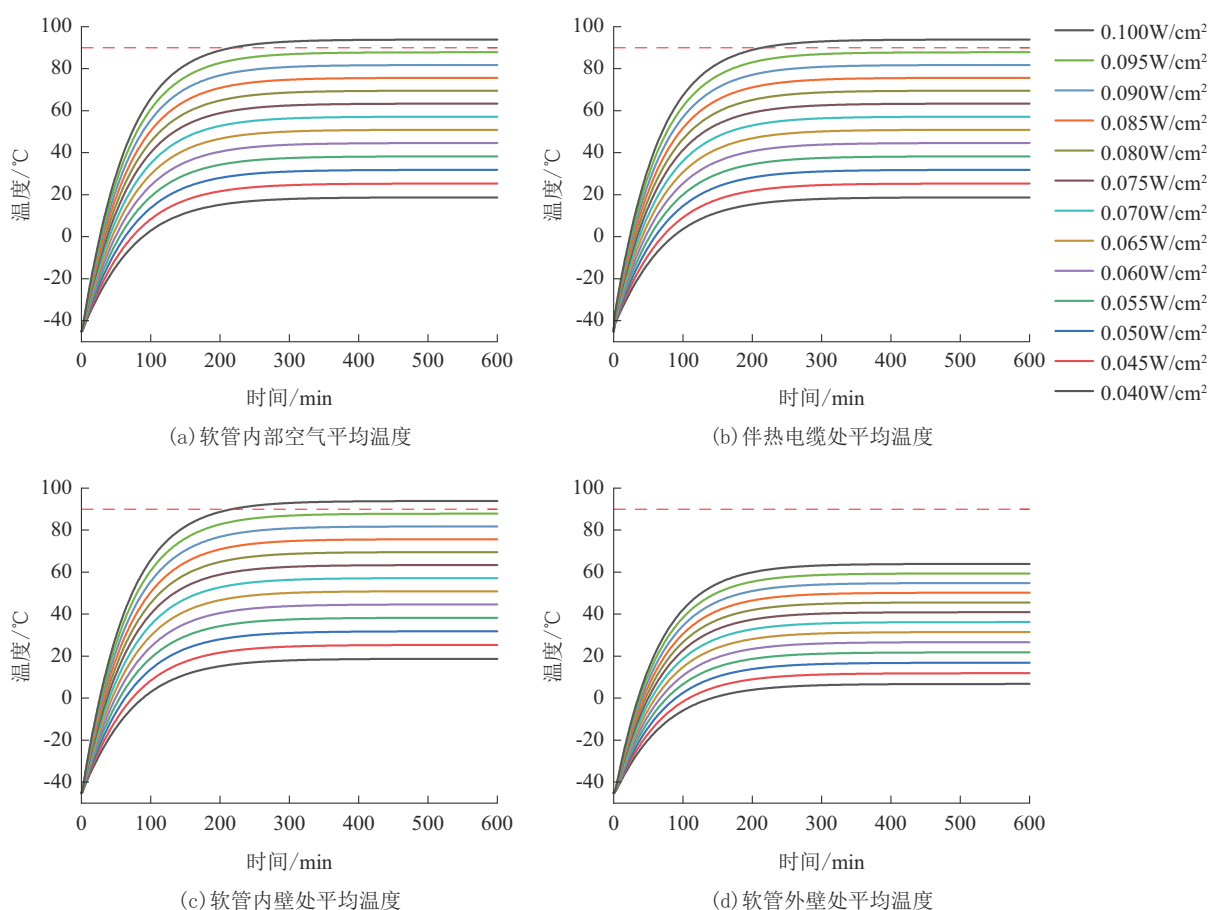 100
80
60
40
20
0
-20
-40
温度/℃
0 100 200 300 400 500 600
时间/min
(a)软管内部空气平均温度
100
80
60
40
20
0
-20
-40
温度/℃
0 100 200 300 400 500 600
时间/min
(b)伴热电缆处平均温度
0.100W/cm²
0.095W/cm²
0.090W/cm²
0.085W/cm²
0.080W/cm²
0.075W/cm²
0.070W/cm²
0.065W/cm²
0.060W/cm²
0.055W/cm²
0.050W/cm²
0.045W/cm²
0.040W/cm²
100
80
60
40
20
0
-20
-40
温度/℃
0 100 200 300 400 500 600
时间/min
(c)软管内壁处平均温度
100
80
60
40
20
0
-20
-40
温度/℃
0 100 200 300 400 500 600
时间/min
(d)软管外壁处平均温度